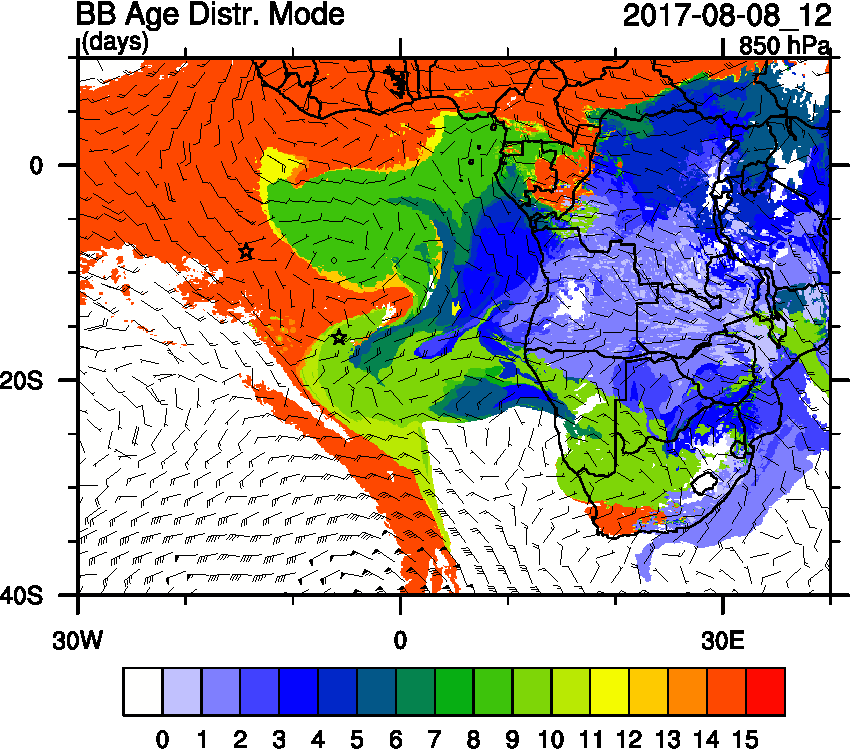 BB Age Distr. Mode 2017-08-08_12
(days) 850 hPa
0
20S
40S
30W 0 30E
0 1 2 3 4 5 6 7 8 9 10 11 12 13 14 15